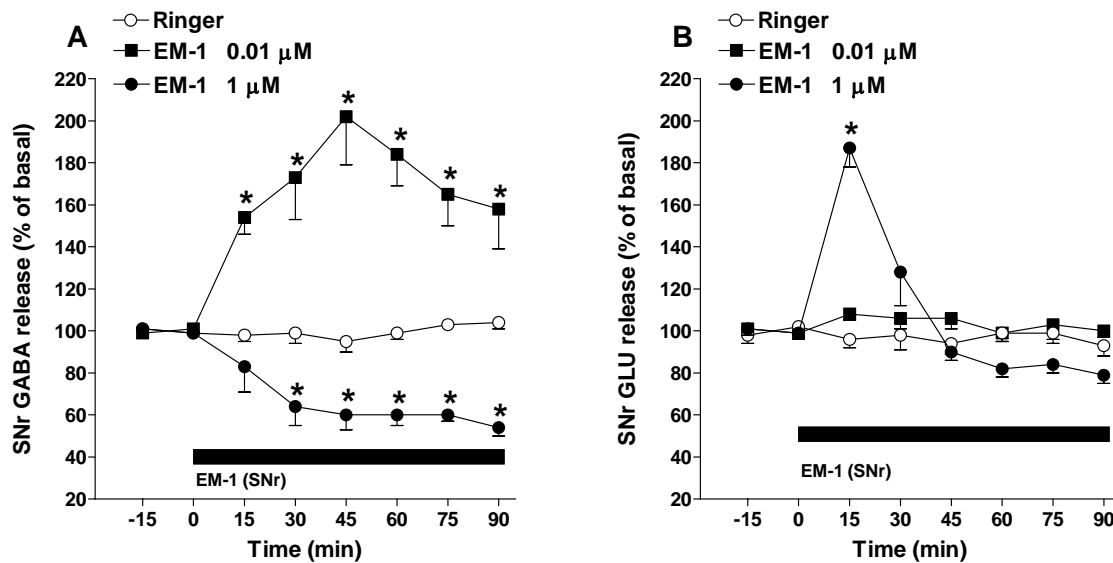 A
Ringer
EM-1 0.01 μM
EM-1 1 μM
SNr GABA release (% of basal)
220
200
180
160
140
120
100
80
60
40
20
* * * * * *
* * * * *
EM-1 (SNr)
-15 0 15 30 45 60 75 90
Time (min)
B
Ringer
EM-1 0.01 μM
EM-1 1 μM
SNr GLU release (% of basal)
220
200
180
160
140
120
100
80
60
40
20
*
EM-1 (SNr)
-15 0 15 30 45 60 75 90
Time (min)